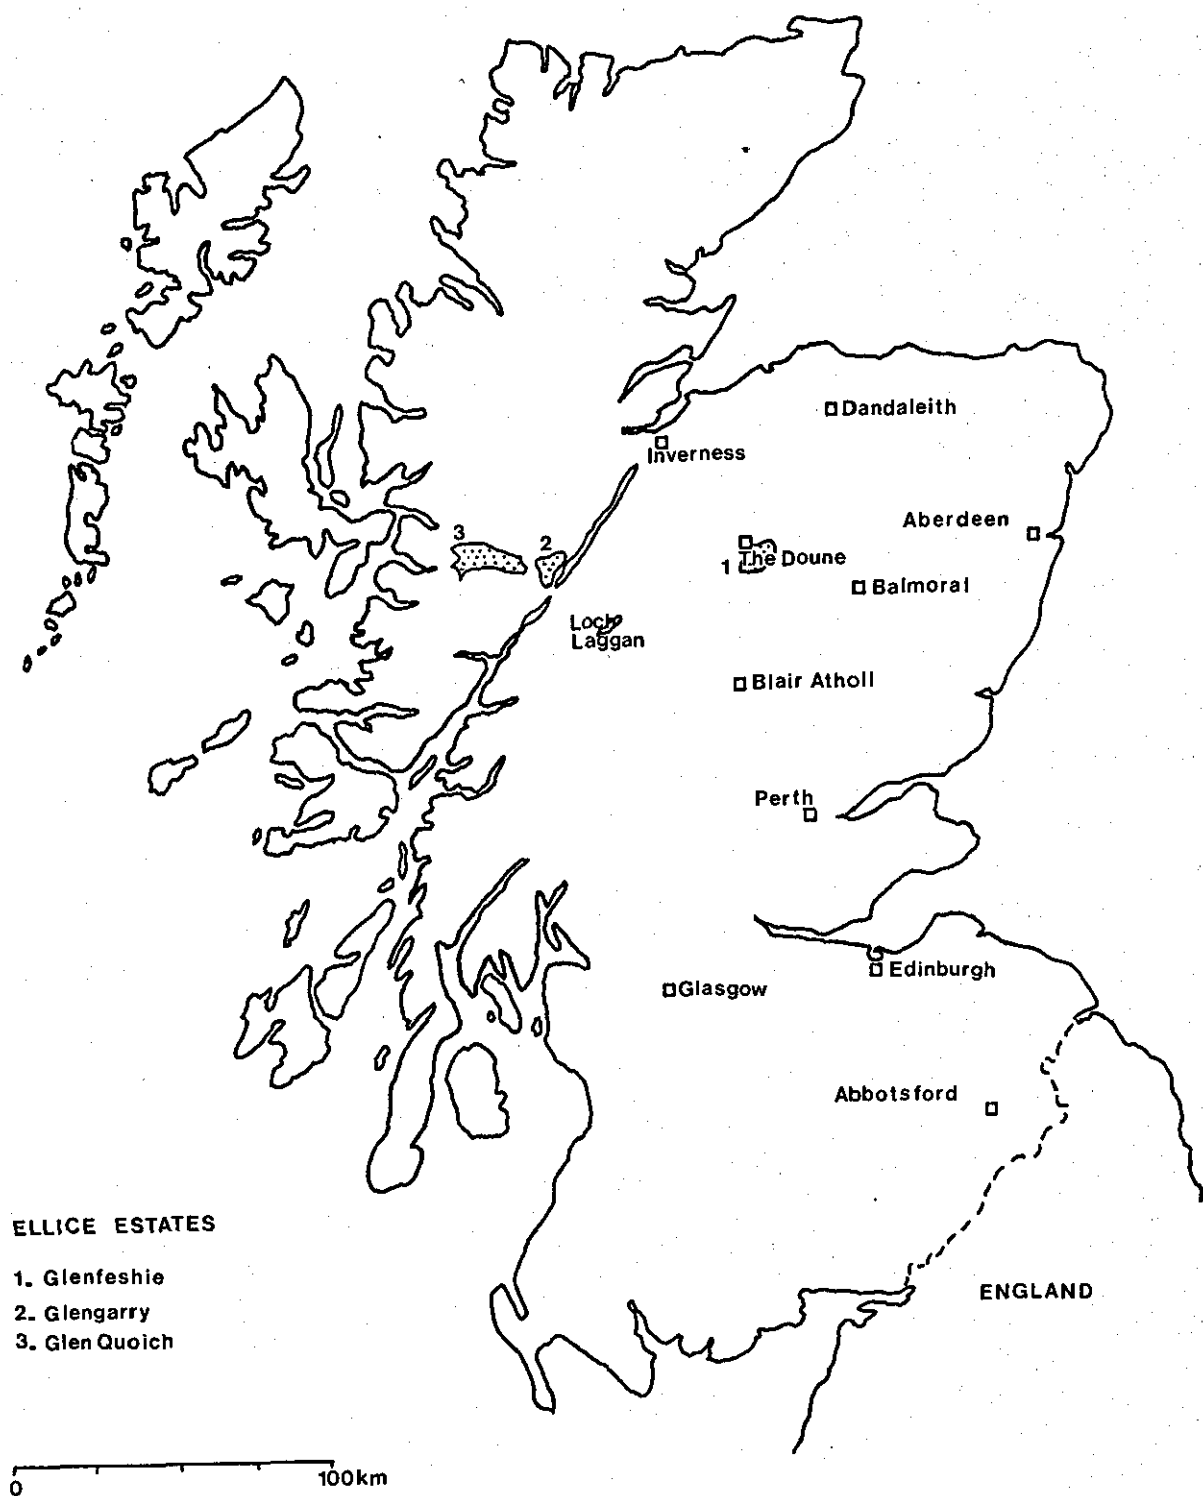 Dandaleith
Inverness
Aberdeen
3
2
The Doune
1
Balmoral
Loch
Laggan
Blair Atholl
Perth
Edinburgh
Glasgow
Abbotsford
ELLICE ESTATES
1. Glenfeshie
2. Glengarry
3. Glen Quoich
ENGLAND
0
100km